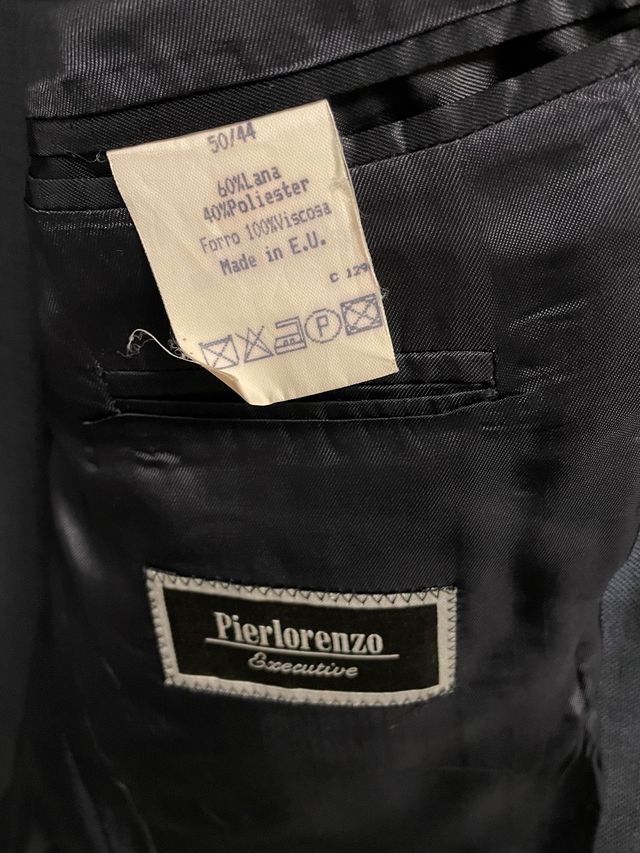 50/44
60%Lana
40%Poliester
Forro 100%Viscosa
Made in E.U.
C 129
P
Pierlorenzo
Executive